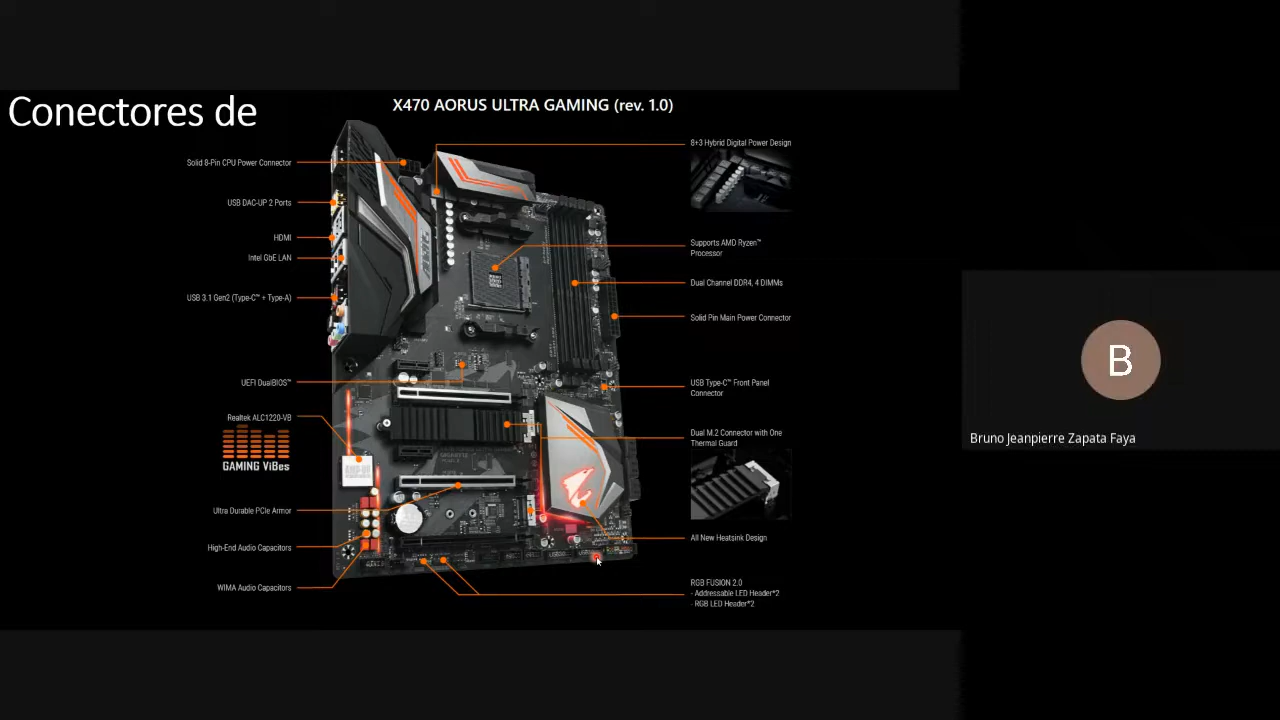 Conectores de
X470 AORUS ULTRA GAMING (rev. 1.0)
Solid 8-Pin CPU Power Connector
USB DAC-UP 2 Ports
HDMI
Intel GbE LAN
USB 3.1 Gen2 (Type-C™ + Type-A)
UEFI DualBIOS™
Realtek ALC1220-VB
GAMING ViBes
Ultra Durable PCIe Armor
High-End Audio Capacitors
WIMA Audio Capacitors
8+3 Hybrid Digital Power Design
Supports AMD Ryzen™
Processor
Dual Channel DDR4, 4 DIMMs
Solid Pin Main Power Connector
USB Type-C™ Front Panel
Connector
Dual M.2 Connector with One
Thermal Guard
All New Heatsink Design
RGB FUSION 2.0
- Addressable LED Header*2
- RGB LED Header*2
B
Bruno Jeanpierre Zapata Faya